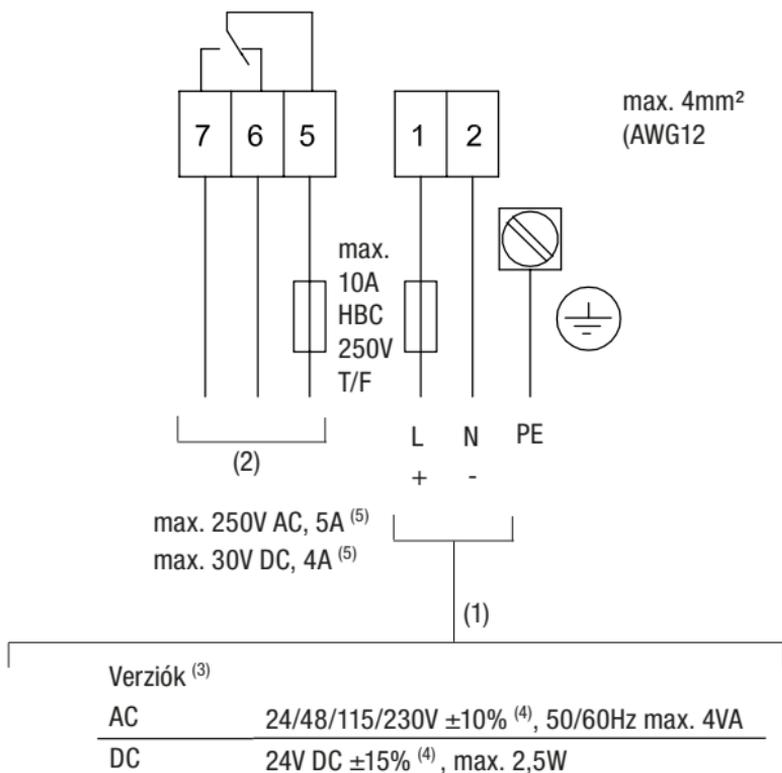 7 6 5 1 2
max. 4mm²
(AWG12
max.
10A
HBC
250V
T/F
L N PE
+ -
(2)
max. 250V AC, 5A (5)
max. 30V DC, 4A (5)
(1)
Verziók (3)
AC 24/48/115/230V ±10% (4), 50/60Hz max. 4VA
DC 24V DC ±15% (4) , max. 2,5W